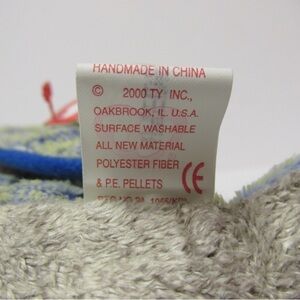 HANDMADE IN CHINA
© 2000 TY INC.,
OAKBROOK, IL. U.S.A.
SURFACE WASHABLE
ALL NEW MATERIAL
POLYESTER FIBER
& P.E. PELLETS CE